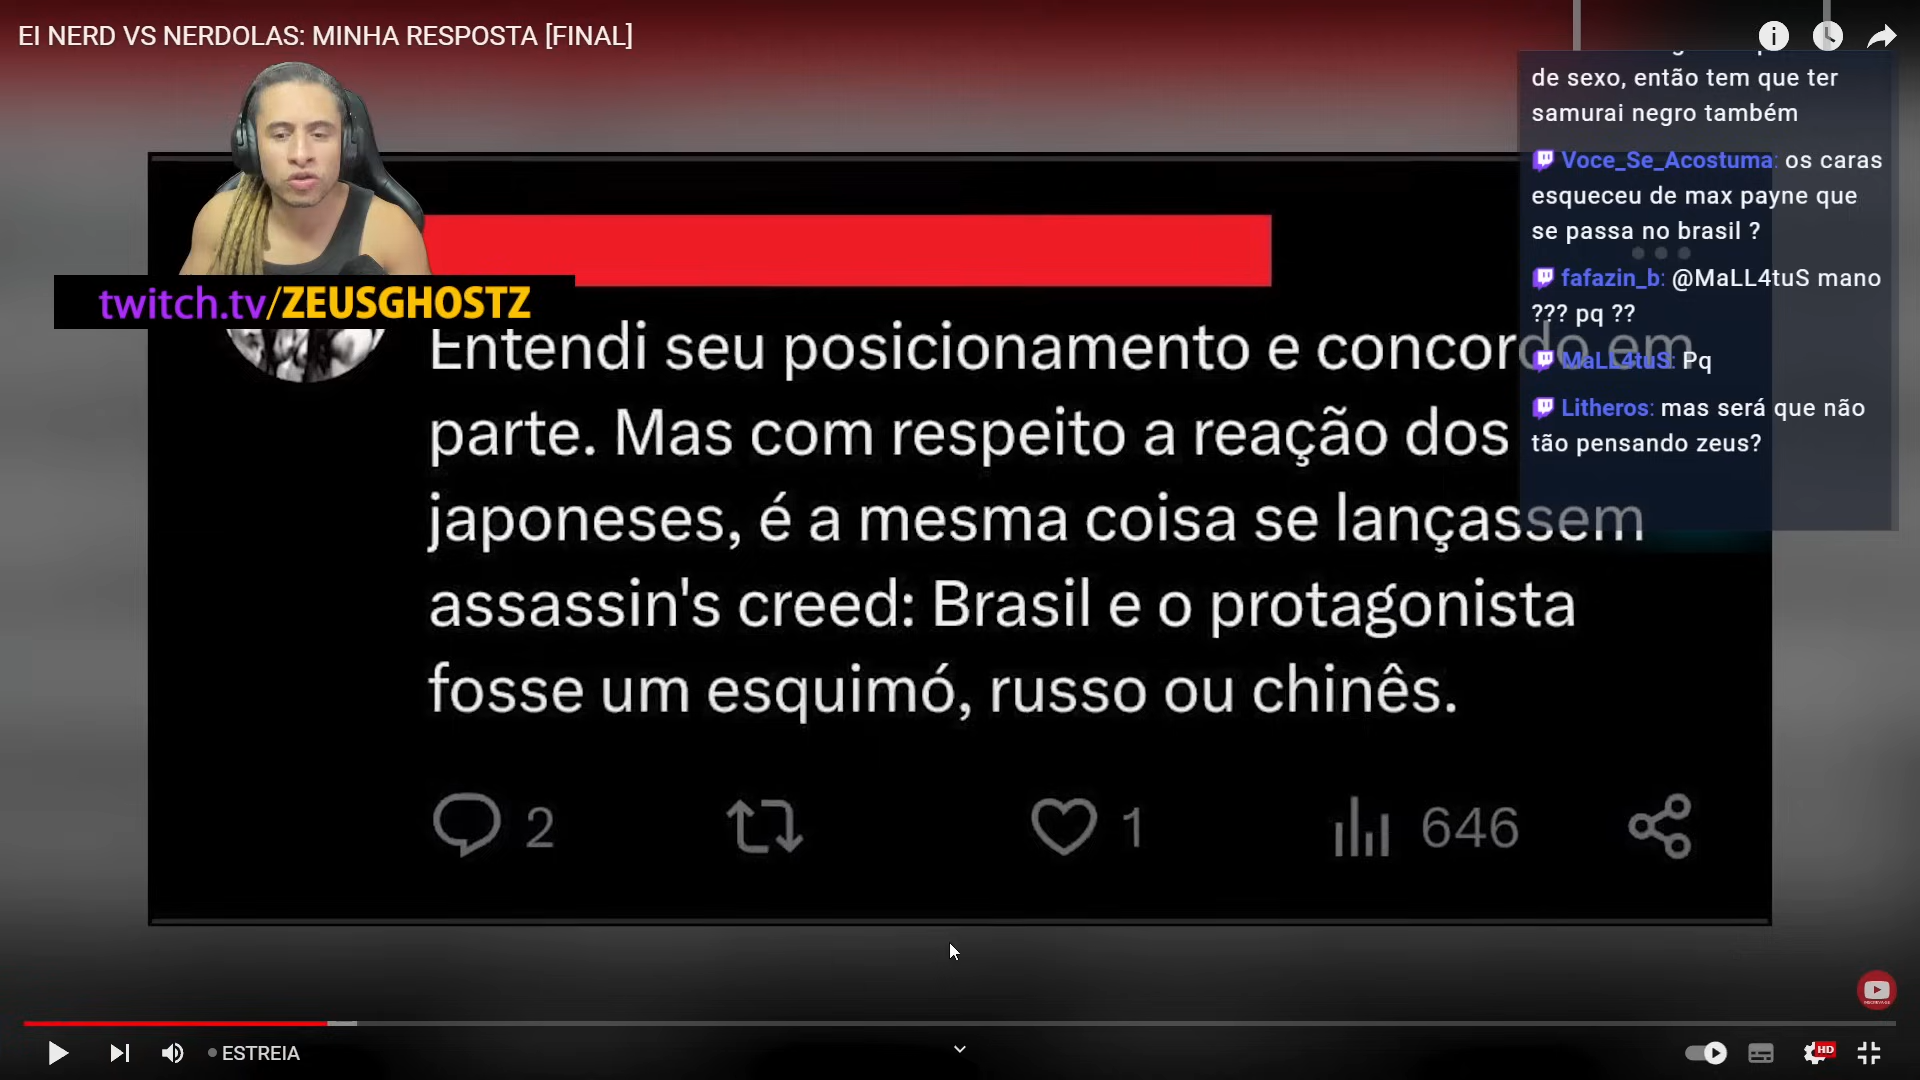 EI NERD VS NERDOLAS: MINHA RESPOSTA [FINAL]
de sexo, então tem que ter
samurai negro também
Voce_Se_Acostuma: os caras
esqueceu de max payne que
se passa no brasil ?
fafazin_b: @MaLL4tuS mano
??? pq ??
MaLL4tuS: Pq
Litheros: mas será que não
tão pensando zeus?
twitch.tv/ZEUSGHOSTZ
Entendi seu posicionamento e concordo em
parte. Mas com respeito a reação dos
japoneses, é a mesma coisa se lançassem
assassin's creed: Brasil e o protagonista
fosse um esquimó, russo ou chinês.
2 1 646
ESTREIA
HD